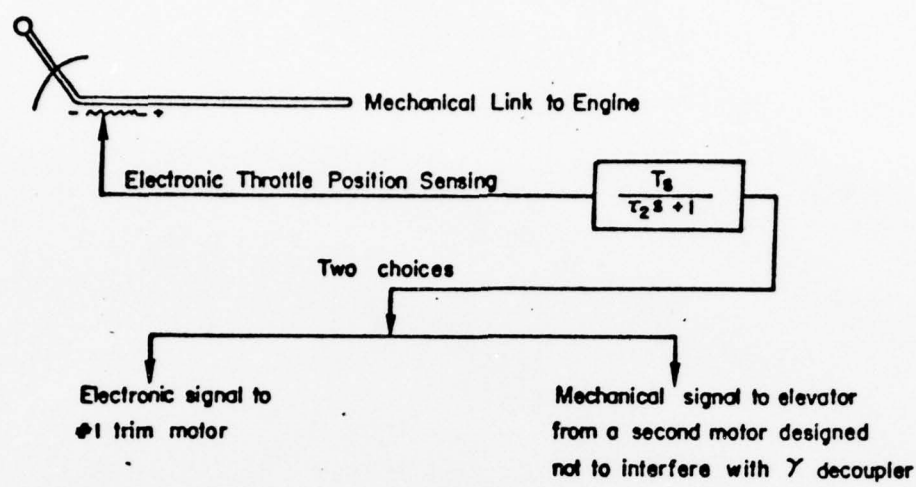 Mechanical Link to Engine
- +
Electronic Throttle Position Sensing
Ts
τ2 s + 1
Two choices
Electronic signal to
#1 trim motor
Mechanical signal to elevator
from a second motor designed
not to interfere with γ decoupler